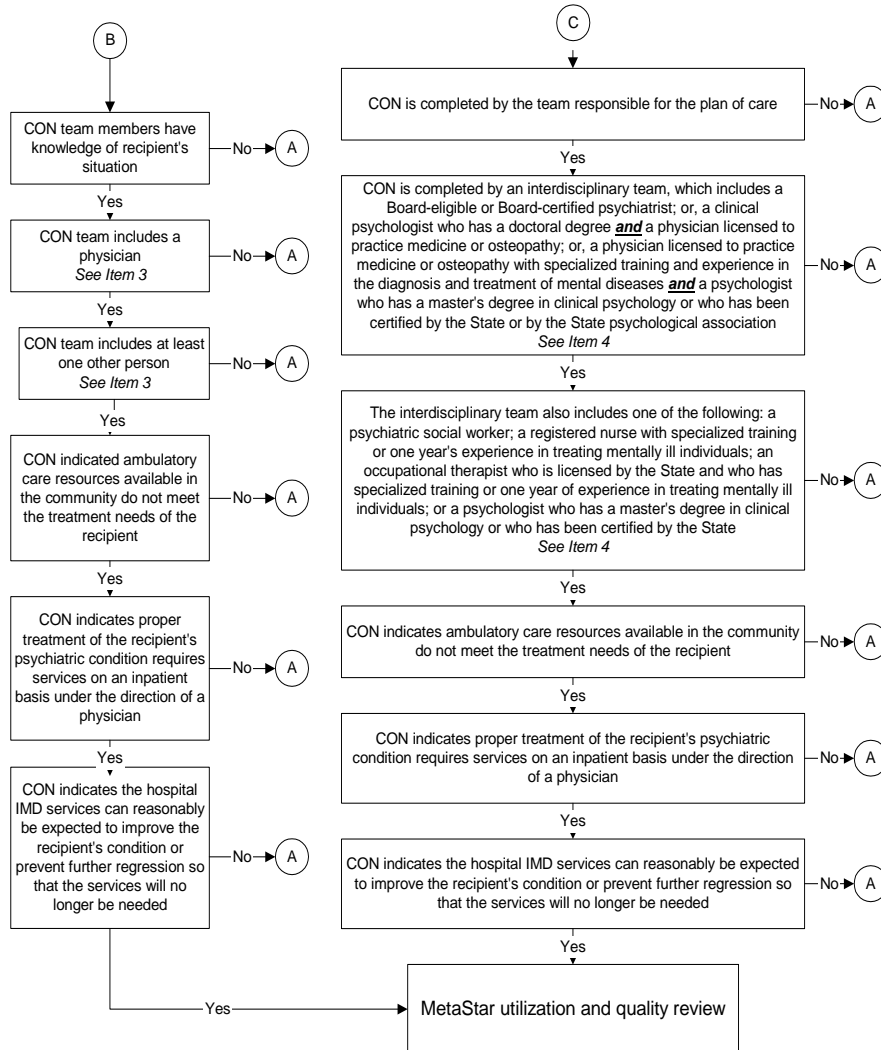 B
CON team members have
knowledge of recipient's
situation
No
A
Yes
CON team includes a
physician
See Item 3
No
A
Yes
CON team includes at least
one other person
See Item 3
No
A
Yes
CON indicated ambulatory
care resources available in
the community do not meet
the treatment needs of the
recipient
No
A
Yes
CON indicates proper
treatment of the recipient's
psychiatric condition requires
services on an inpatient
basis under the direction of a
physician
No
A
Yes
CON indicates the hospital
IMD services can reasonably
be expected to improve the
recipient's condition or
prevent further regression so
that the services will no
longer be needed
No
A
Yes
C
CON is completed by the team responsible for the plan of care
No
A
Yes
CON is completed by an interdisciplinary team, which includes a
Board-eligible or Board-certified psychiatrist; or, a clinical
psychologist who has a doctoral degree and a physician licensed to
practice medicine or osteopathy; or, a physician licensed to practice
medicine or osteopathy with specialized training and experience in
the diagnosis and treatment of mental diseases and a psychologist
who has a master's degree in clinical psychology or who has been
certified by the State or by the State psychological association
See Item 4
No
A
Yes
The interdisciplinary team also includes one of the following: a
psychiatric social worker; a registered nurse with specialized training
or one year's experience in treating mentally ill individuals; an
occupational therapist who is licensed by the State and who has
specialized training or one year of experience in treating mentally ill
individuals; or a psychologist who has a master's degree in clinical
psychology or who has been certified by the State
See Item 4
No
A
Yes
CON indicates ambulatory care resources available in the community
do not meet the treatment needs of the recipient
No
A
Yes
CON indicates proper treatment of the recipient's psychiatric
condition requires services on an inpatient basis under the direction
of a physician
No
A
Yes
CON indicates the hospital IMD services can reasonably be expected
to improve the recipient's condition or prevent further regression so
that the services will no longer be needed
No
A
Yes
MetaStar utilization and quality review